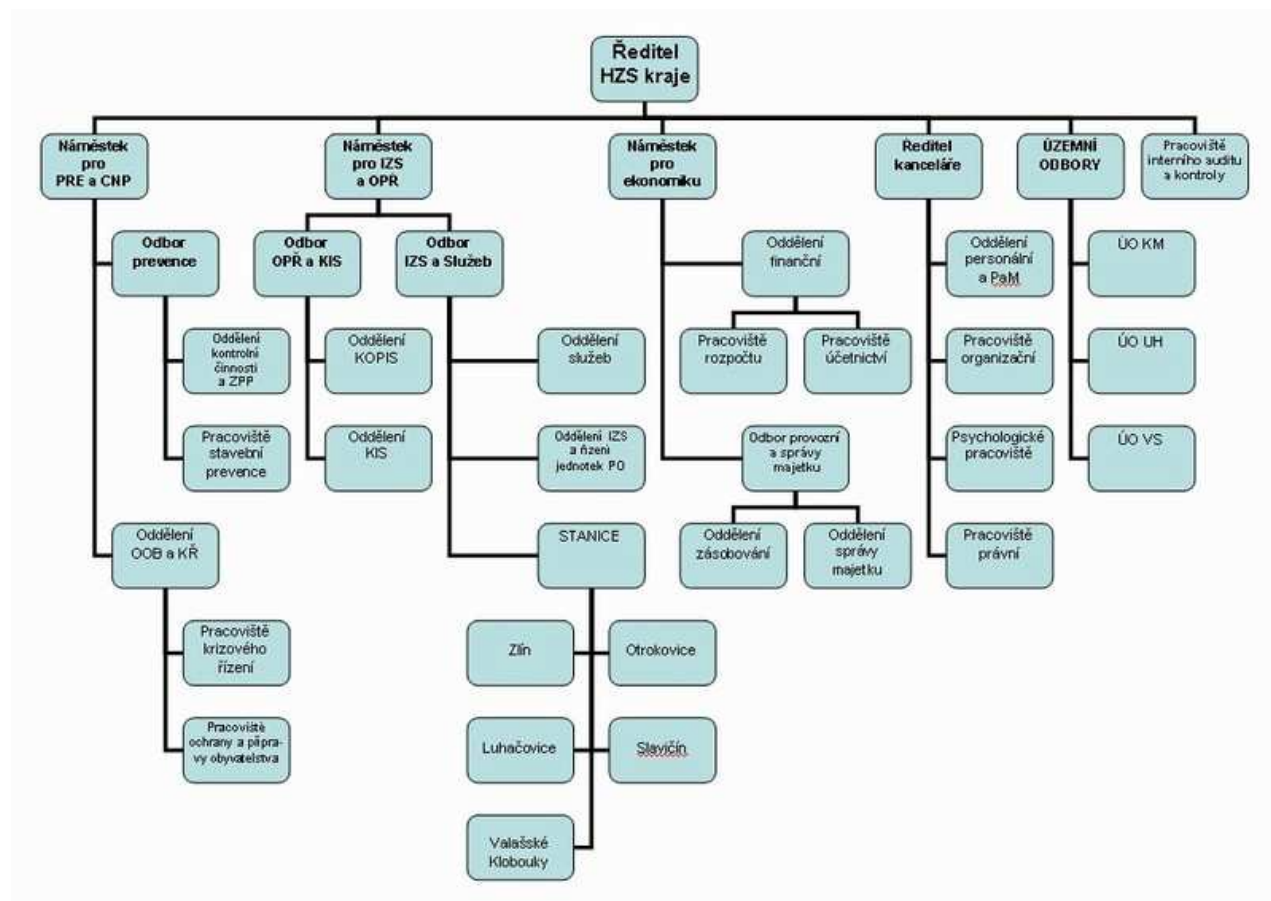 Ředitel
HZS kraje
Náměstek
pro
PRE a CNP
Náměstek
pro IZS
a OPŘ
Náměstek
pro
ekonomiku
Ředitel
kanceláře
ÚZEMNÍ
ODBORY
Pracoviště
interního auditu
a kontroly
Odbor
prevence
Odbor
OPŘ a KIS
Odbor
IZS a Služeb
Oddělení
finanční
Oddělení
personální
a PaM
ÚO KM
Oddělení
kontrolní
činnosti
a ZPP
Oddělení
KOPIS
Oddělení
služeb
Pracoviště
rozpočtu
Pracoviště
účetnictví
Pracoviště
organizační
ÚO UH
Pracoviště
stavební
prevence
Oddělení
KIS
Oddělení IZS
a řízení
jednotek PO
Odbor provozní
a správy
majetku
Psychologické
pracoviště
ÚO VS
Oddělení
OOB a KŘ
STANICE
Oddělení
zásobování
Oddělení
správy
majetku
Pracoviště
právní
Pracoviště
krizového
řízení
Zlín
Otrokovice
Pracoviště
ochrany a přípra-
vy obyvatelstva
Luhačovice
Slavičín
Valašské
Klobouky